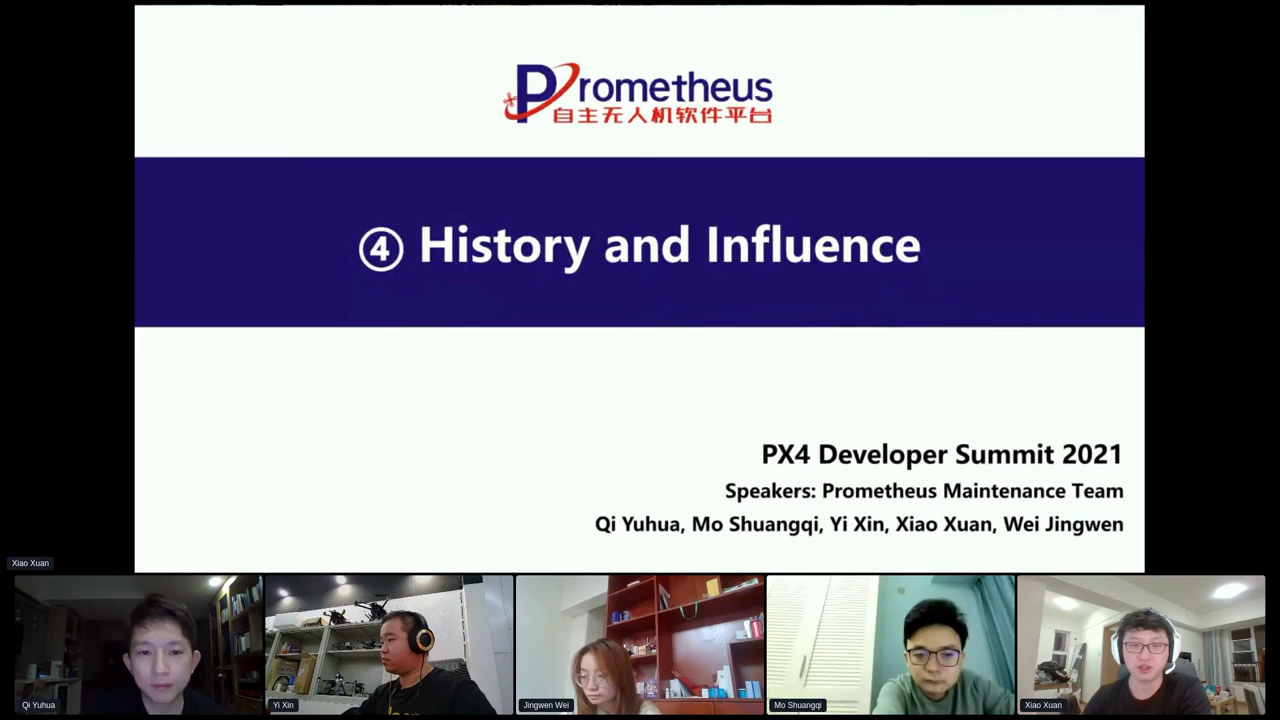 Prometheus
自主无人机软件平台
④ History and Influence
PX4 Developer Summit 2021
Speakers: Prometheus Maintenance Team
Qi Yuhua, Mo Shuangqi, Yi Xin, Xiao Xuan, Wei Jingwen
Xiao Xuan
Qi Yuhua
Yi Xin
Jingwen Wei
Mo Shuangqi
Xiao Xuan